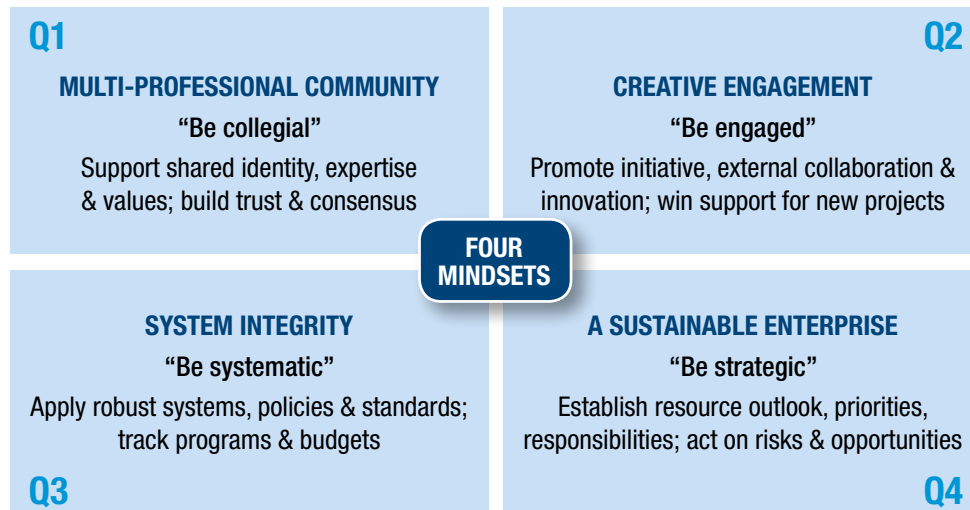 Q1
MULTI-PROFESSIONAL COMMUNITY
“Be collegial”
Support shared identity, expertise
& values; build trust & consensus
Q2
CREATIVE ENGAGEMENT
“Be engaged”
Promote initiative, external collaboration &
innovation; win support for new projects
FOUR
MINDSETS
SYSTEM INTEGRITY
“Be systematic”
Apply robust systems, policies & standards;
track programs & budgets
Q3
A SUSTAINABLE ENTERPRISE
“Be strategic”
Establish resource outlook, priorities,
responsibilities; act on risks & opportunities
Q4